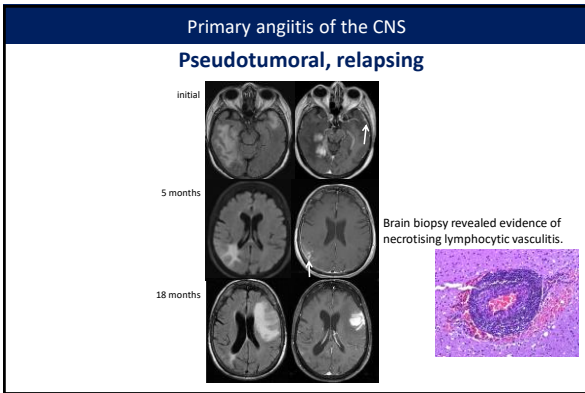 Primary angiitis of the CNS
Pseudotumoral, relapsing
initial
5 months
Brain biopsy revealed evidence of
necrotising lymphocytic vasculitis.
18 months